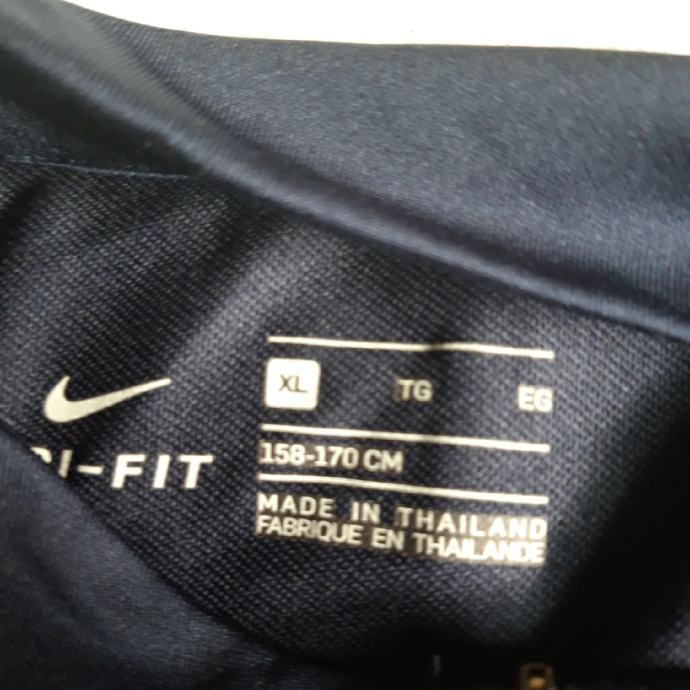 XL TG EG
158-170 CM
I-FIT
MADE IN THAILAND
FABRIQUE EN THAILANDE